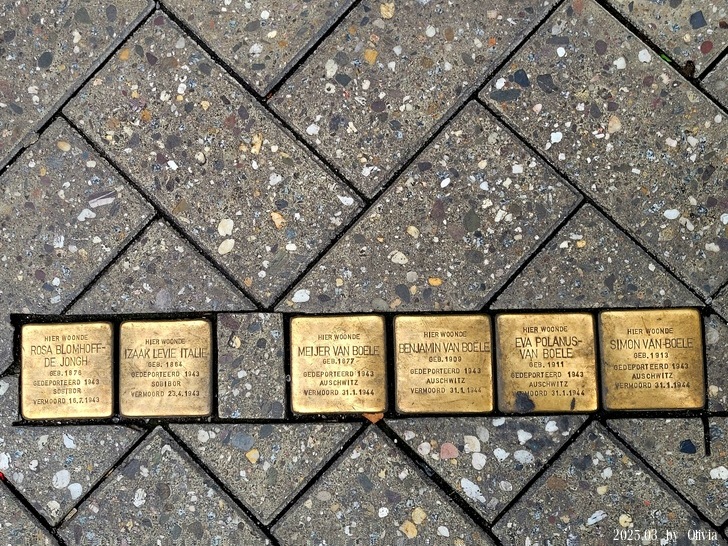 HIER WOONDE
ROSA BLOMHOFF-
DE JONGH
GEB. 1870
GEDEPORTEERD 1943
SOBIBOR
VERMOORD 16.7.1943
HIER WOONDE
IZAAK LEVIE ITALIE
GEB. 1864
GEDEPORTEERD 1943
SOBIBOR
VERMOORD 23.4.1943
HIER WOONDE
MEIJER VAN BOELE
GEB. 1877
GEDEPORTEERD 1943
AUSCHWITZ
VERMOORD 31.1.1944
HIER WOONDE
BENJAMIN VAN BOELE
GEB. 1909
GEDEPORTEERD 1943
AUSCHWITZ
VERMOORD 31.1.1944
HIER WOONDE
EVA POLANUS-
VAN BOELE
GEB. 1911
GEDEPORTEERD 1943
AUSCHWITZ
VERMOORD 31.1.1944
HIER WOONDE
SIMON VAN BOELE
GEB. 1913
GEDEPORTEERD 1943
AUSCHWITZ
VERMOORD 31.1.1944
2025.03 by Olivia